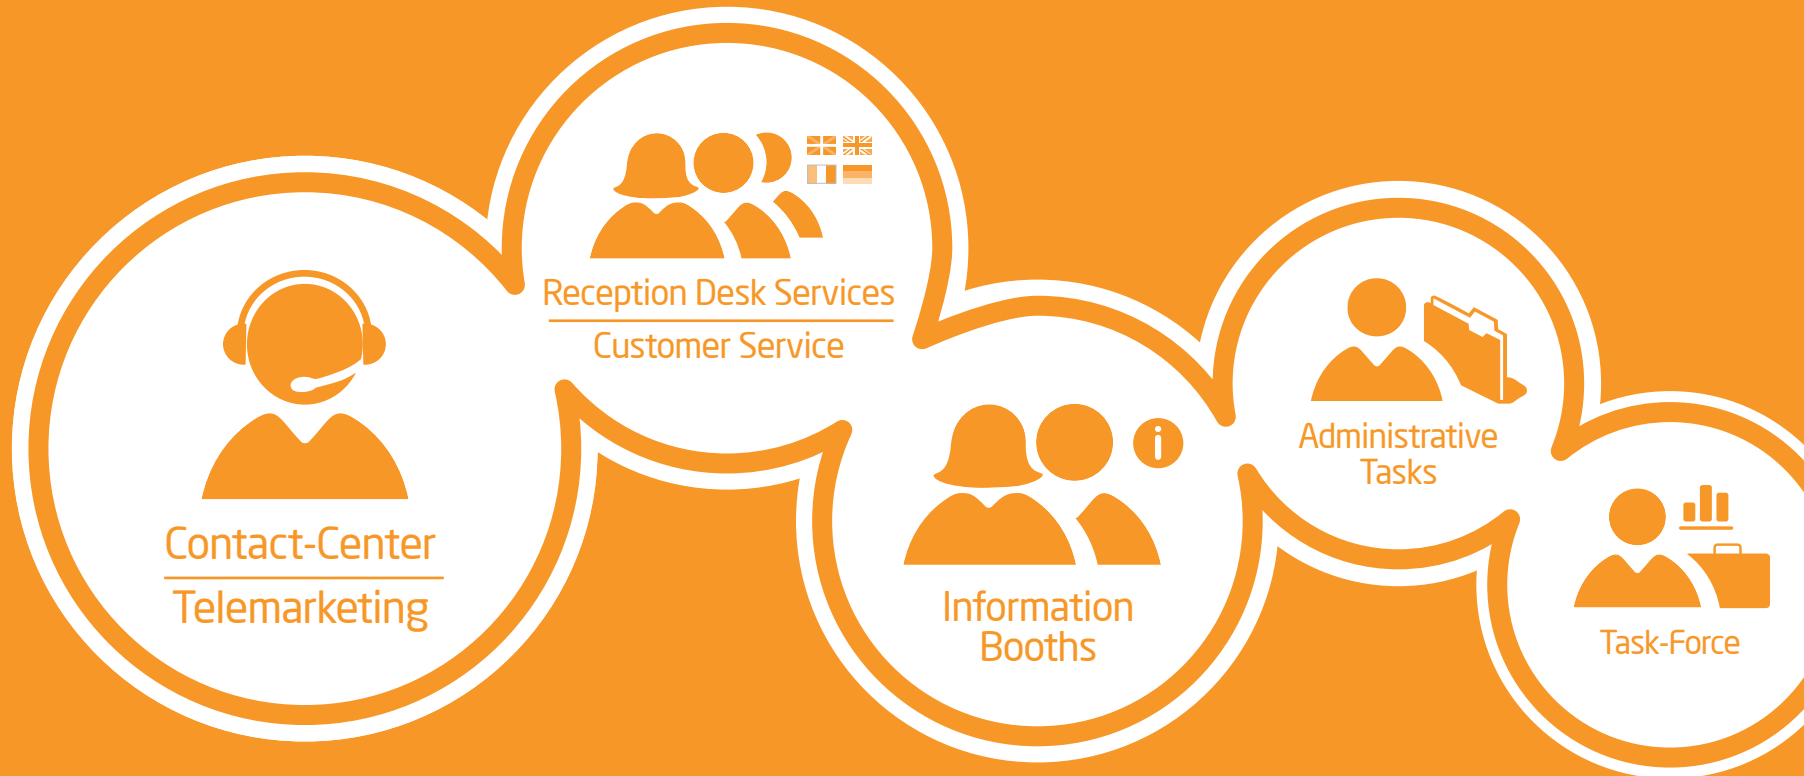 Contact-Center
Telemarketing
Reception Desk Services
Customer Service
i
Information
Booths
Administrative
Tasks
Task-Force